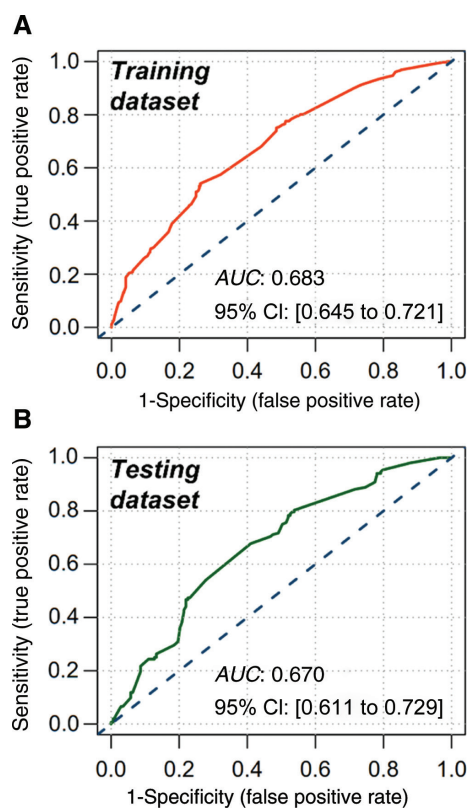 A
Training
dataset
Sensitivity (true positive rate)
1.0
0.8
0.6
0.4
0.2
0.0
AUC: 0.683
95% CI: [0.645 to 0.721]
0.0 0.2 0.4 0.6 0.8 1.0
1-Specificity (false positive rate)
B
Testing
dataset
Sensitivity (true positive rate)
1.0
0.8
0.6
0.4
0.2
0.0
AUC: 0.670
95% CI: [0.611 to 0.729]
0.0 0.2 0.4 0.6 0.8 1.0
1-Specificity (false positive rate)